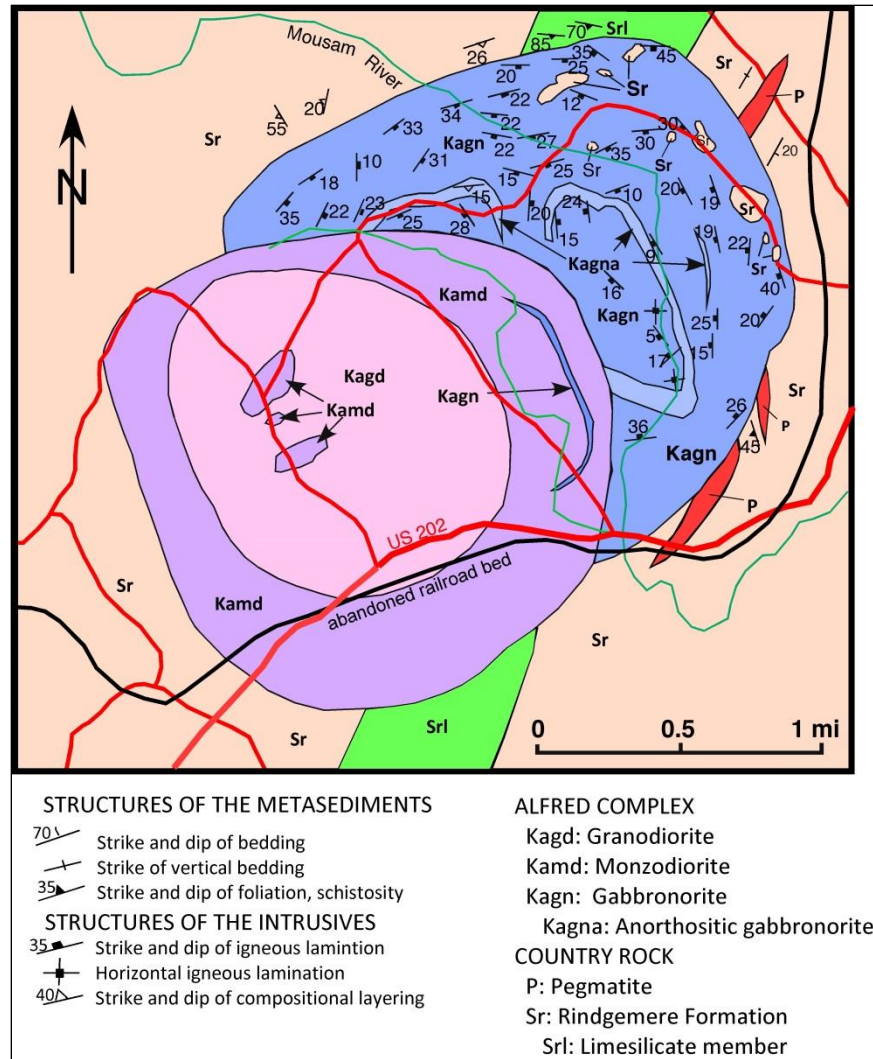 70
Srl
85
35
45
26
20
25
Sr
Sr
Mousam
River
P
Sr
20
55
34
22
12
33
22
Kagn
22
27
30
30
Sr
20
10
31
35
Sr
Sr
18
15
25
10
20
19
Sr
35
22
23
15
24
N
25
28
20
15
9
19
22
Sr
Kagna
16
40
Kamd
Kagn
25
20
5
15
17
Kagd
Kagn
Kamd
Sr
26
P
36
Kagn
45
P
US 202
Sr
Kamd
abandoned railroad bed
Sr
Sr
Srl
0 0.5 1 mi
STRUCTURES OF THE METASEDIMENTS
70 Strike and dip of bedding
Strike of vertical bedding
35 Strike and dip of foliation, schistosity
STRUCTURES OF THE INTRUSIVES
35 Strike and dip of igneous lamintion
Horizontal igneous lamination
40 Strike and dip of compositional layering
ALFRED COMPLEX
Kagd: Granodiorite
Kamd: Monzodiorite
Kagn: Gabbronorite
Kagna: Anorthositic gabbronorite
COUNTRY ROCK
P: Pegmatite
Sr: Rindgemere Formation
Srl: Limesilicate member